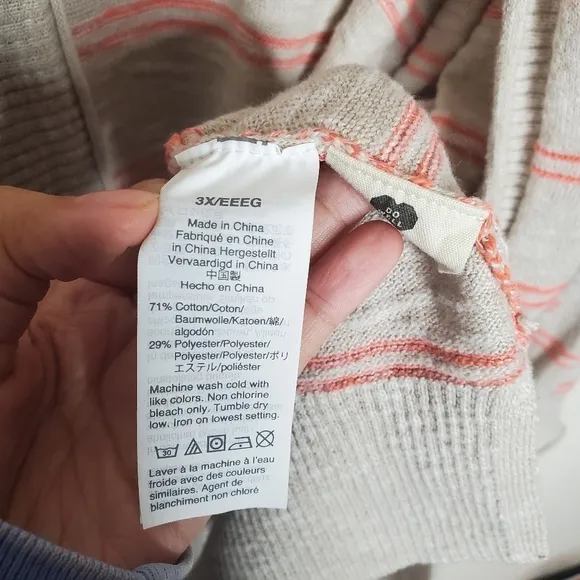 3X/EEEG
Made in China
Fabriqué en Chine
in China Hergestellt
Vervaardigd in China
中国製
Hecho en China
71% Cotton/Coton/
Baumwolle/Katoen/綿/
algodón
29% Polyester/Polyester/
Polyester/Polyester/ポリ
エステル/poliéster
Machine wash cold with
like colors. Non chlorine
bleach only. Tumble dry
low. Iron on lowest setting.
30
Laver à la machine à l'eau
froide avec des couleurs
similaires. Agent de
blanchiment non chloré
DO
WELL